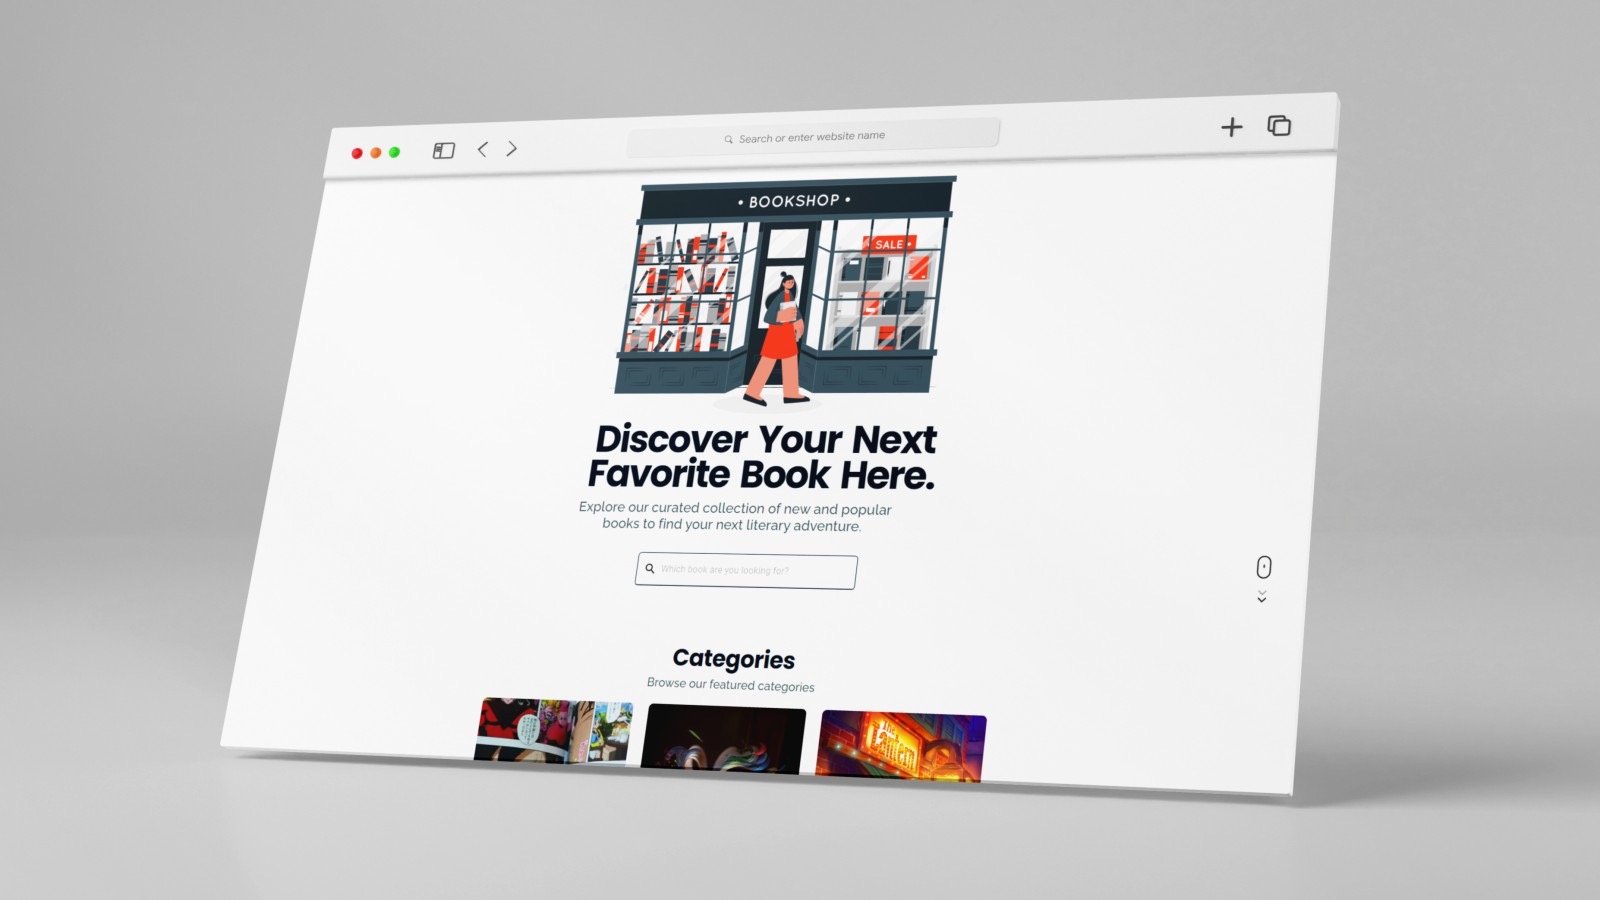 Search or enter website name
• BOOKSHOP •
SALE
Discover Your Next
Favorite Book Here.
Explore our curated collection of new and popular
books to find your next literary adventure.
Which book are you looking for?
Categories
Browse our featured categories